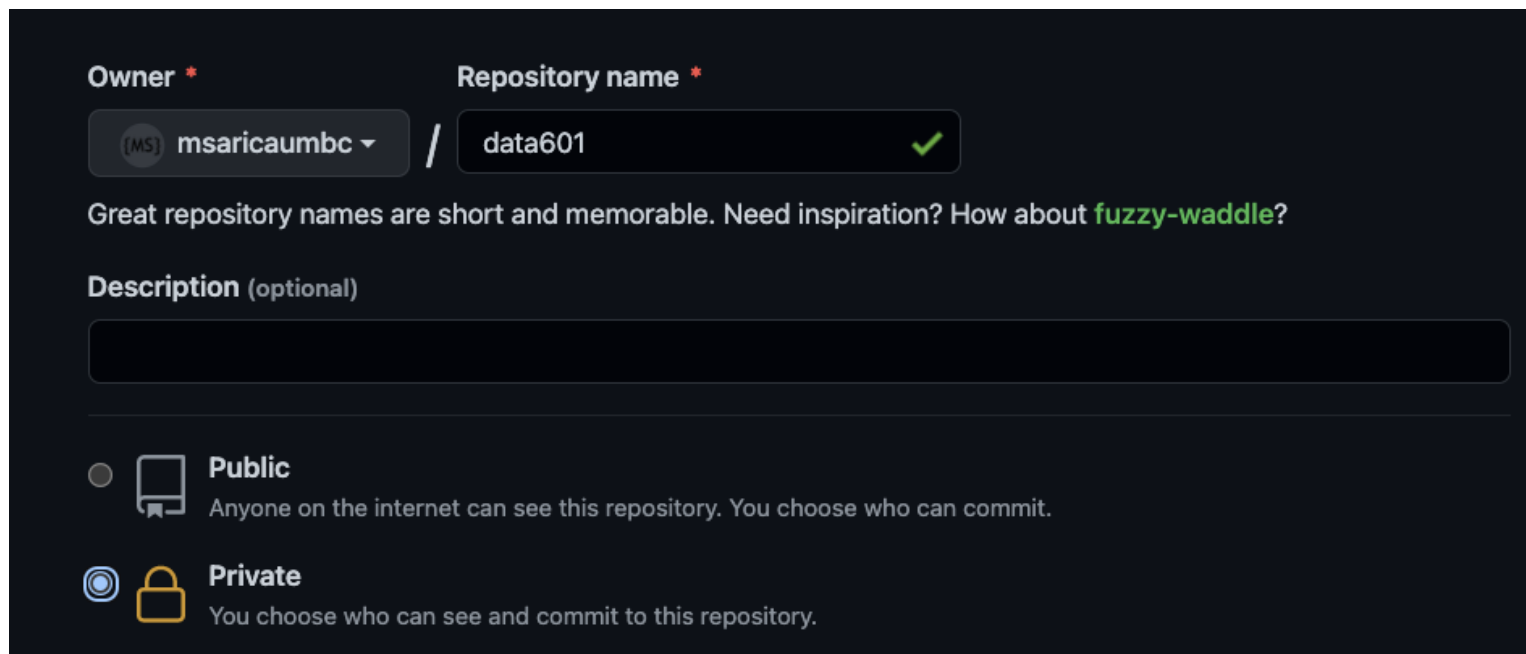 Owner * Repository name *
[MS] msaricaumbc / data601
Great repository names are short and memorable. Need inspiration? How about fuzzy-waddle?
Description (optional)
Public
Anyone on the internet can see this repository. You choose who can commit.
Private
You choose who can see and commit to this repository.